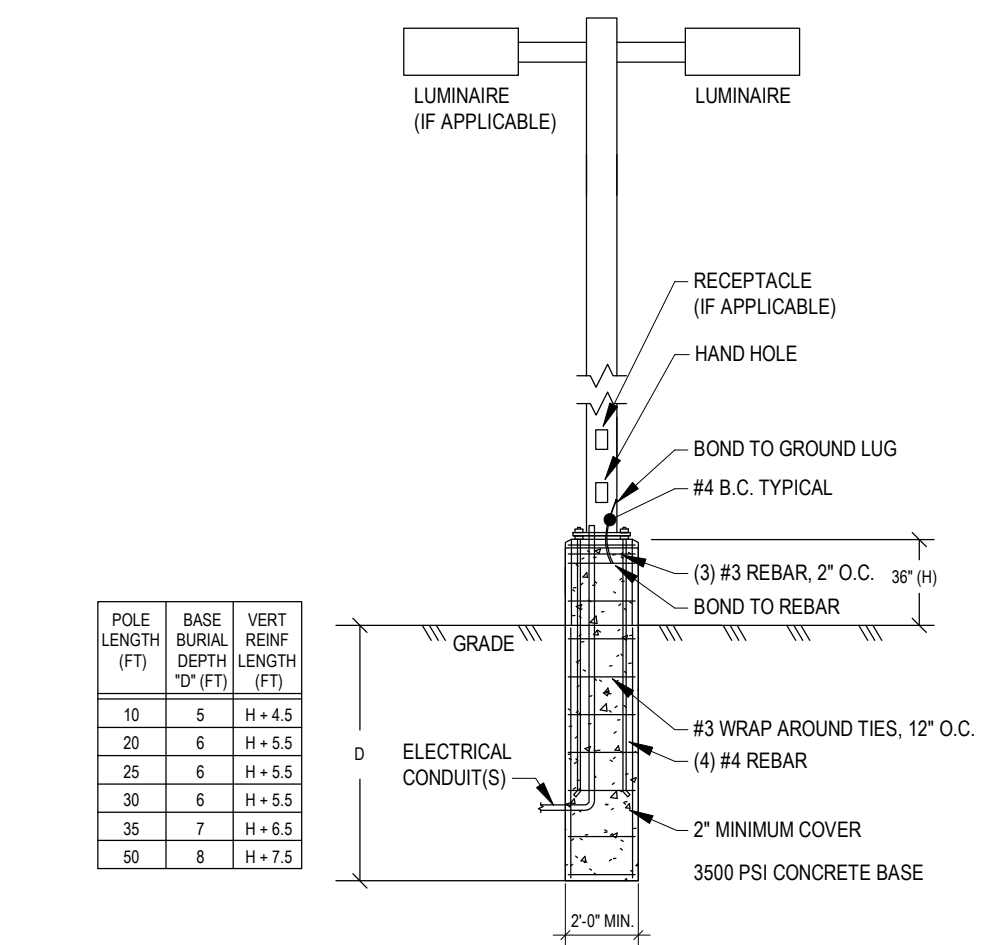 LUMINAIRE
(IF APPLICABLE)
LUMINAIRE
RECEPTACLE
(IF APPLICABLE)
HAND HOLE
BOND TO GROUND LUG
#4 B.C. TYPICAL
(3) #3 REBAR, 2" O.C.
36" (H)
BOND TO REBAR
GRADE
#3 WRAP AROUND TIES, 12" O.C.
(4) #4 REBAR
D
ELECTRICAL
CONDUIT(S)
2" MINIMUM COVER
3500 PSI CONCRETE BASE
2'-0" MIN.
POLE LENGTH (FT) BASE BURIAL DEPTH "D" (FT) VERT REINF LENGTH (FT)
10 5 H + 4.5
20 6 H + 5.5
25 6 H + 5.5
30 6 H + 5.5
35 7 H + 6.5
50 8 H + 7.5